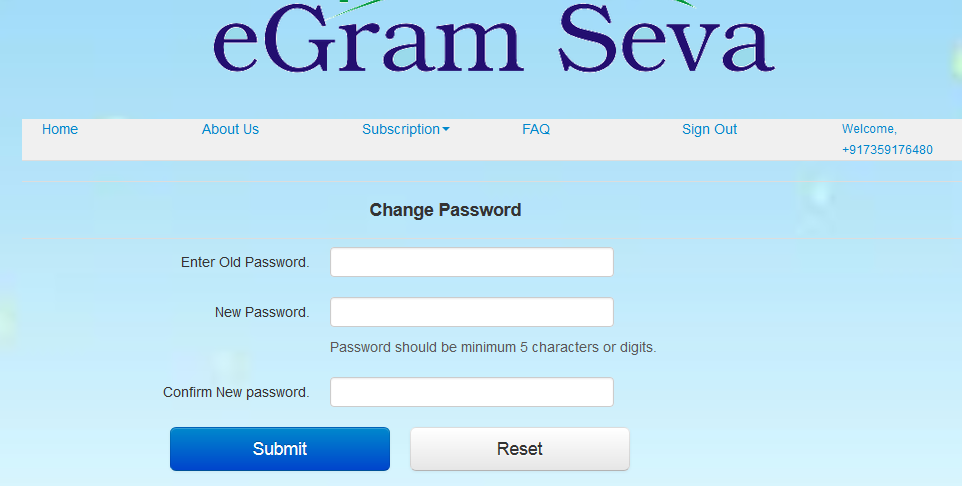 eGram Seva
Home About Us Subscription FAQ Sign Out Welcome,
+917359176480
Change Password
Enter Old Password.
New Password.
Password should be minimum 5 characters or digits.
Confirm New password.
Submit Reset